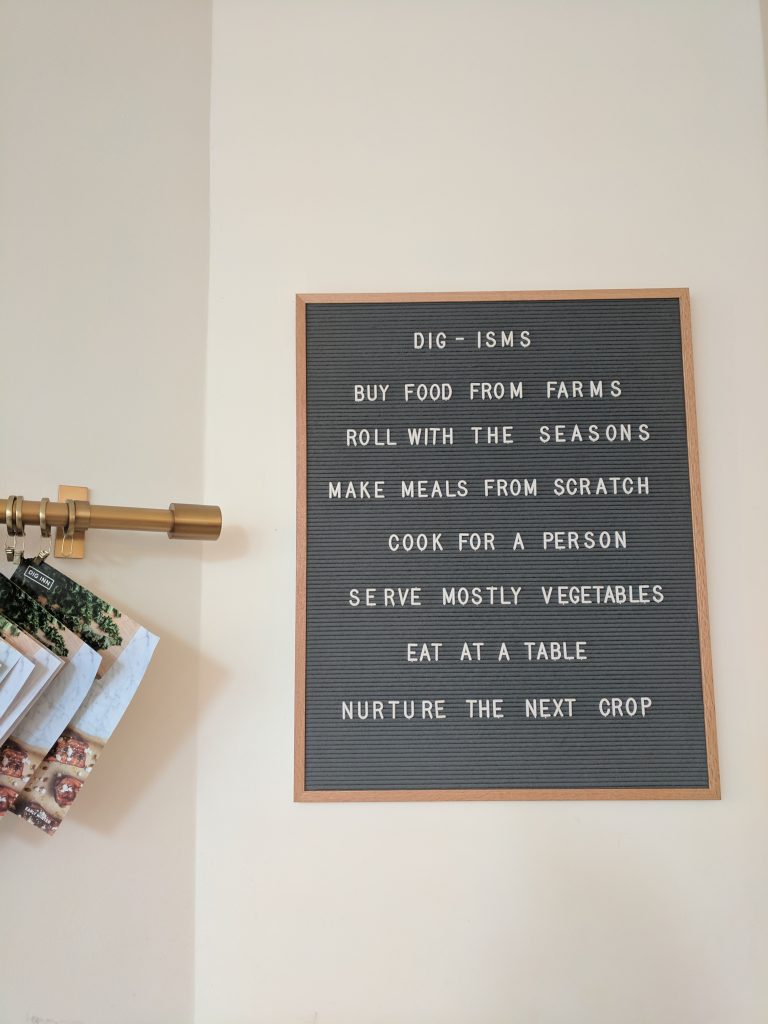 DIG - ISMS
BUY FOOD FROM FARMS
ROLL WITH THE SEASONS
MAKE MEALS FROM SCRATCH
COOK FOR A PERSON
SERVE MOSTLY VEGETABLES
EAT AT A TABLE
NURTURE THE NEXT CROP
DIG INN